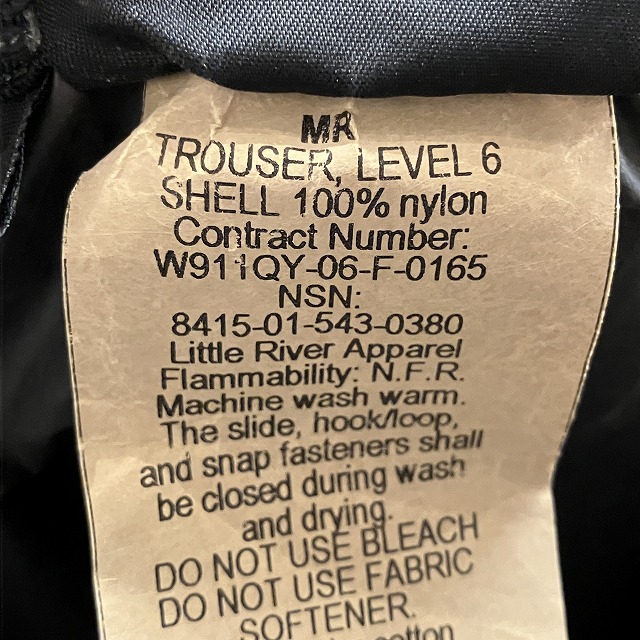 MR
TROUSER, LEVEL 6
SHELL 100% nylon
Contract Number:
W911QY-06-F-0165
NSN:
8415-01-543-0380
Little River Apparel
Flammability: N.F.R.
Machine wash warm.
The slide, hook/loop,
and snap fasteners shall
be closed during wash
and drying.
DO NOT USE BLEACH
DO NOT USE FABRIC
SOFTENER.
cotton